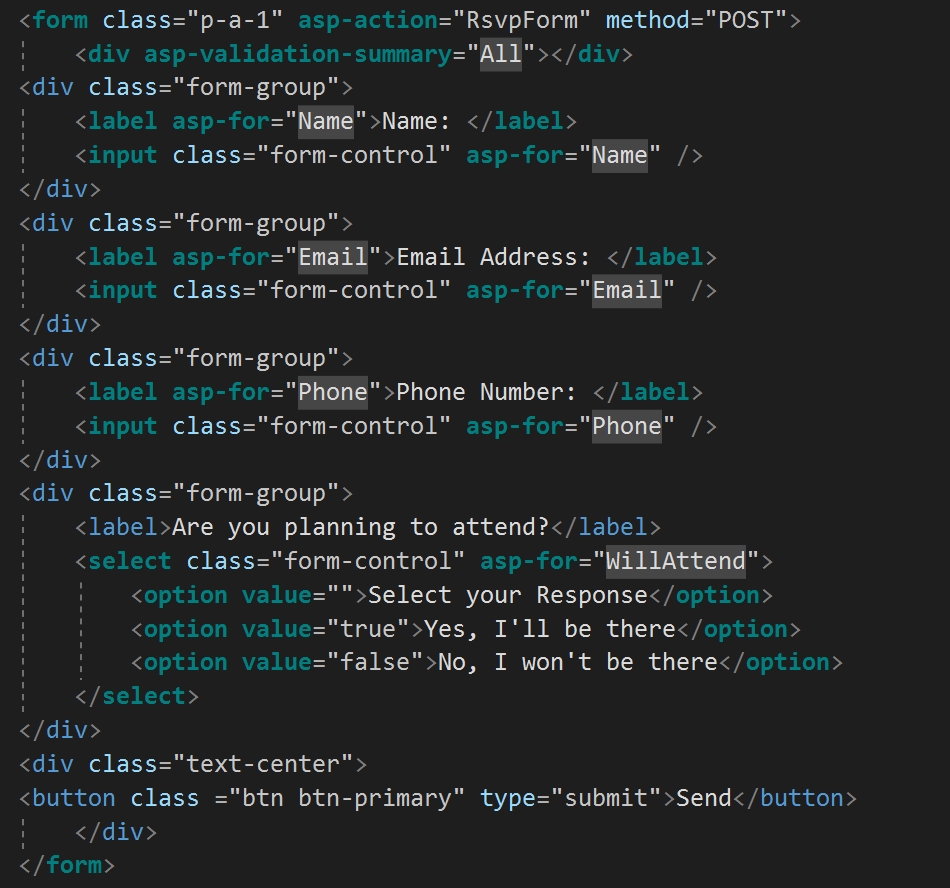 <form class="p-a-1" asp-action="RsvpForm" method="POST">
    <div asp-validation-summary="All"></div>
<div class="form-group">
    <label asp-for="Name">Name: </label>
    <input class="form-control" asp-for="Name" />
</div>
<div class="form-group">
    <label asp-for="Email">Email Address: </label>
    <input class="form-control" asp-for="Email" />
</div>
<div class="form-group">
    <label asp-for="Phone">Phone Number: </label>
    <input class="form-control" asp-for="Phone" />
</div>
<div class="form-group">
    <label>Are you planning to attend?</label>
    <select class="form-control" asp-for="WillAttend">
        <option value="">Select your Response</option>
        <option value="true">Yes, I'll be there</option>
        <option value="false">No, I won't be there</option>
    </select>
</div>
<div class="text-center">
<button class ="btn btn-primary" type="submit">Send</button>
    </div>
</form>